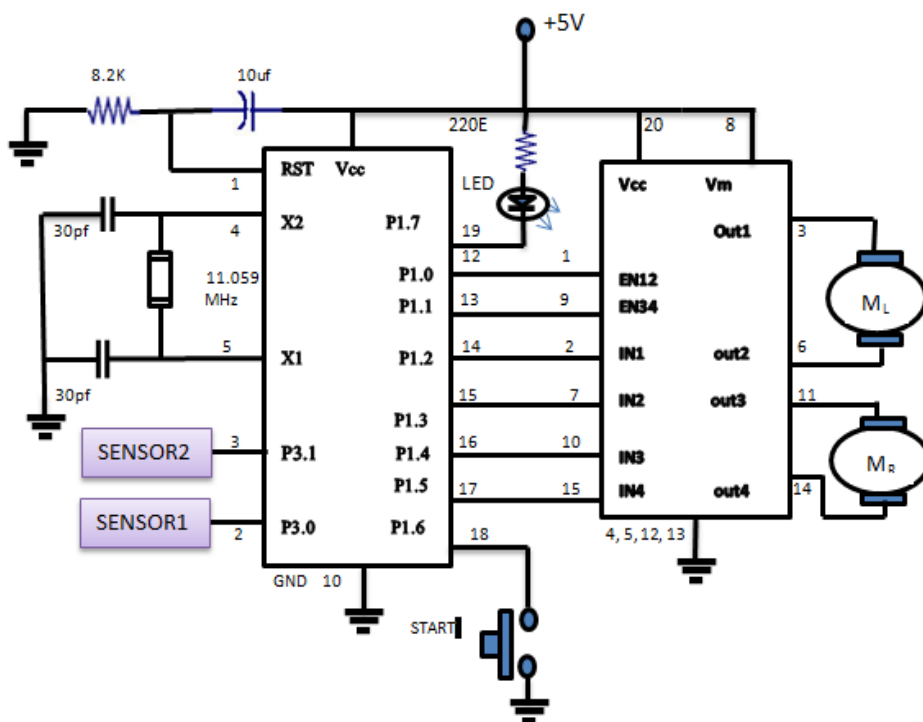 +5V
8.2K
10uf
220E
20
8
1
RST
Vcc
LED
Vcc
Vm
30pf
4
X2
P1.7
19
Out1
3
11.059
MHz
P1.0
12
1
EN12
M L
P1.1
13
9
EN34
5
X1
P1.2
14
2
IN1
out2
6
30pf
P1.3
15
7
IN2
out3
11
SENSOR2
3
P3.1
P1.4
16
10
IN3
M R
P1.5
17
15
IN4
out4
14
SENSOR1
2
P3.0
P1.6
18
4, 5, 12, 13
GND 10
START